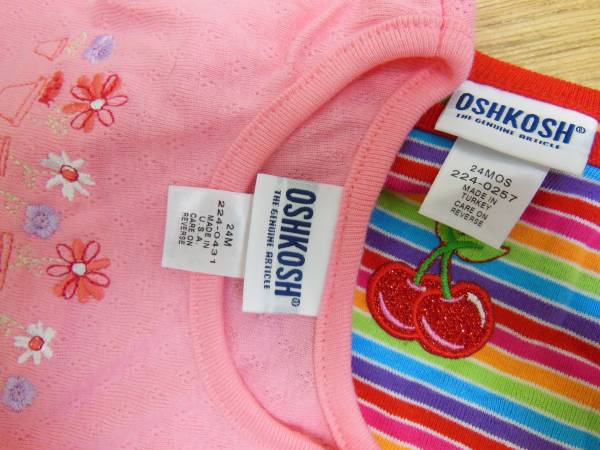 24M
224-0431
MADE IN
U S A
CARE ON
REVERSE
OSHKOSH®
THE GENUINE ARTICLE
OSHKOSH®
THE GENUINE ARTICLE
24MOS
224-0257
MADE IN
TURKEY
CARE ON
REVERSE